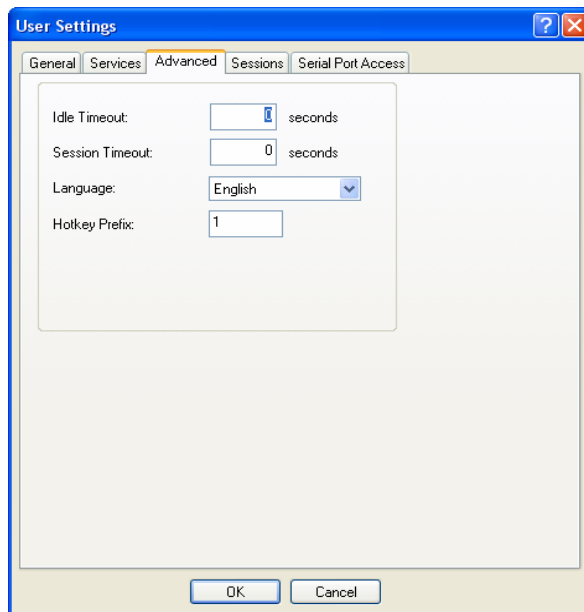 User Settings
General Services Advanced Sessions Serial Port Access
Idle Timeout: 0 seconds
Session Timeout: 0 seconds
Language: English
Hotkey Prefix: 1
OK Cancel